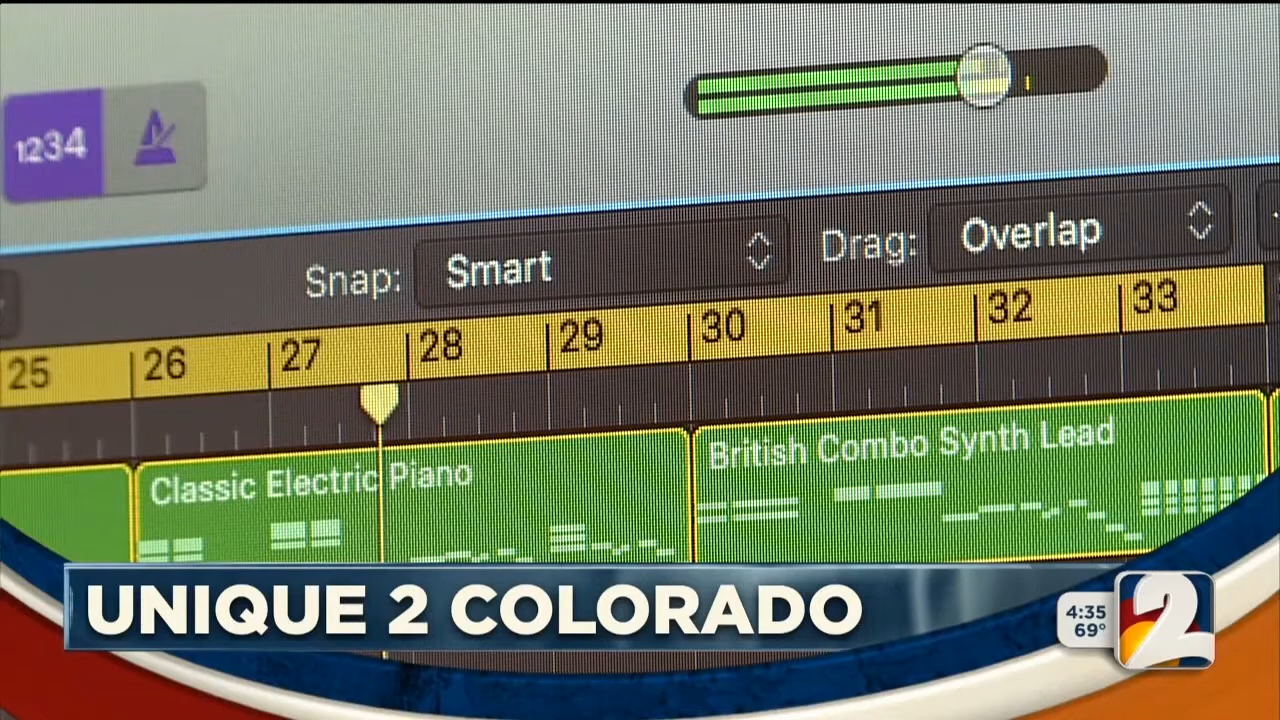 1234
Snap: Smart Drag: Overlap
25 26 27 28 29 30 31 32 33
Classic Electric Piano
British Combo Synth Lead
UNIQUE 2 COLORADO
4:35
69°
2